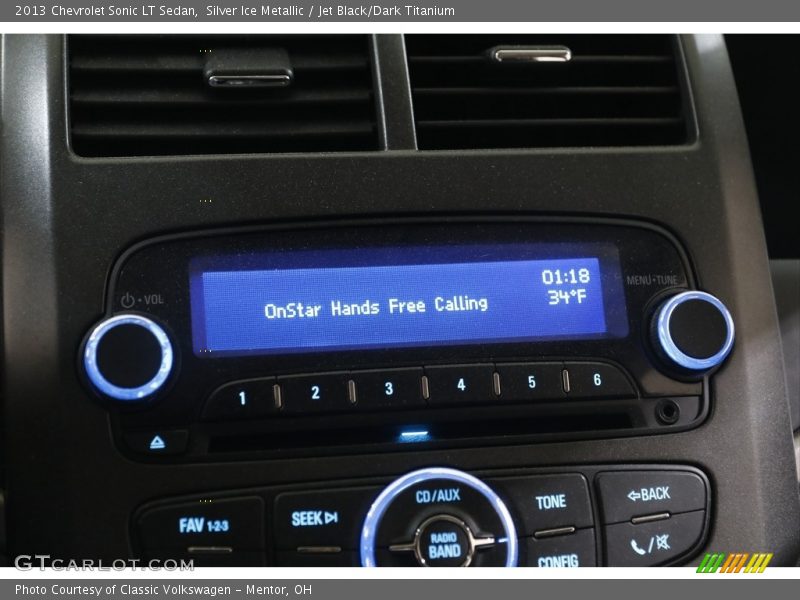 2013 Chevrolet Sonic LT Sedan, Silver Ice Metallic / Jet Black/Dark Titanium
01:18
OnStar Hands Free Calling 34°F
VOL
MENU•TUNE
1 2 3 4 5 6
CD/AUX
TONE
BACK
FAV 1-2-3
SEEK
RADIO
BAND
CONFIG
GTCARLOT.COM
Photo Courtesy of Classic Volkswagen - Mentor, OH